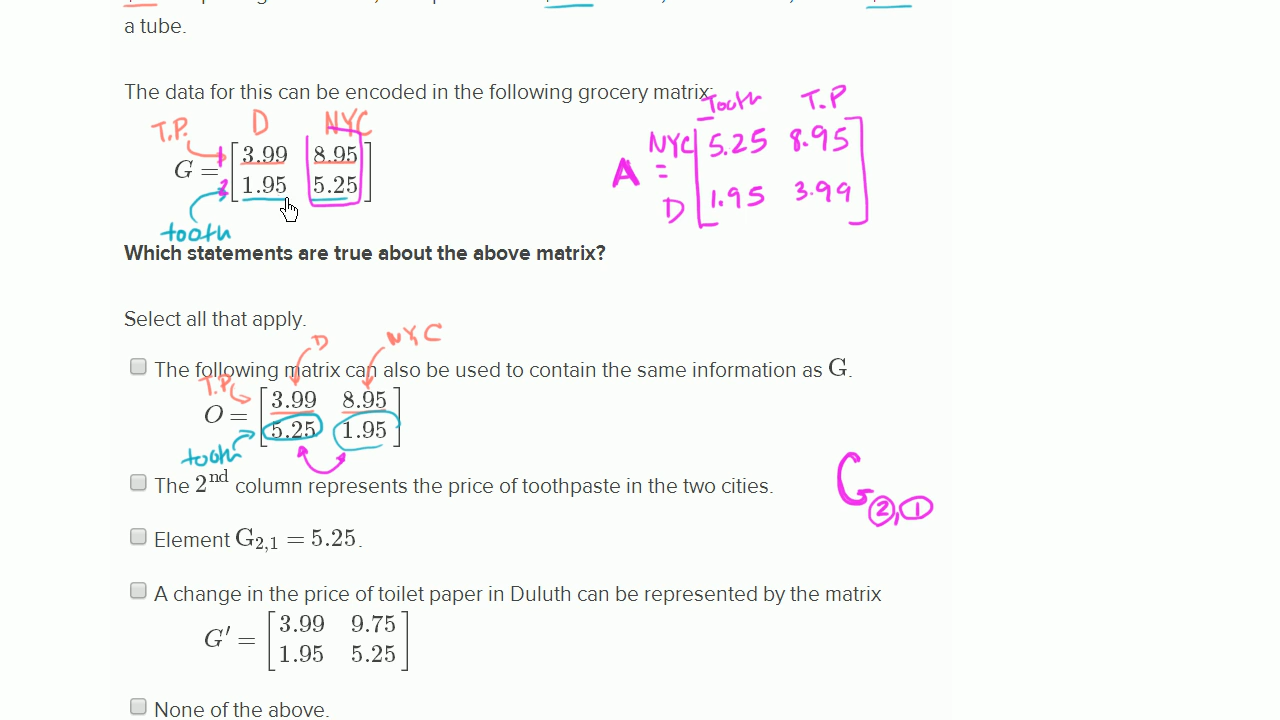 a tube.
The data for this can be encoded in the following grocery matrix:
Tooth T.P
T.P. D NYC
NYC 5.25 8.95
3.99 8.95
G =
A =
1.95 5.25
D 1.95 3.99
tooth
Which statements are true about the above matrix?
Select all that apply.
D NYC
The following matrix can also be used to contain the same information as G.
T.P.
3.99 8.95
O =
5.25 1.95
tooth
The 2nd column represents the price of toothpaste in the two cities.
G2,1
Element G2,1 = 5.25.
A change in the price of toilet paper in Duluth can be represented by the matrix
3.99 9.75
G′ =
1.95 5.25
None of the above.